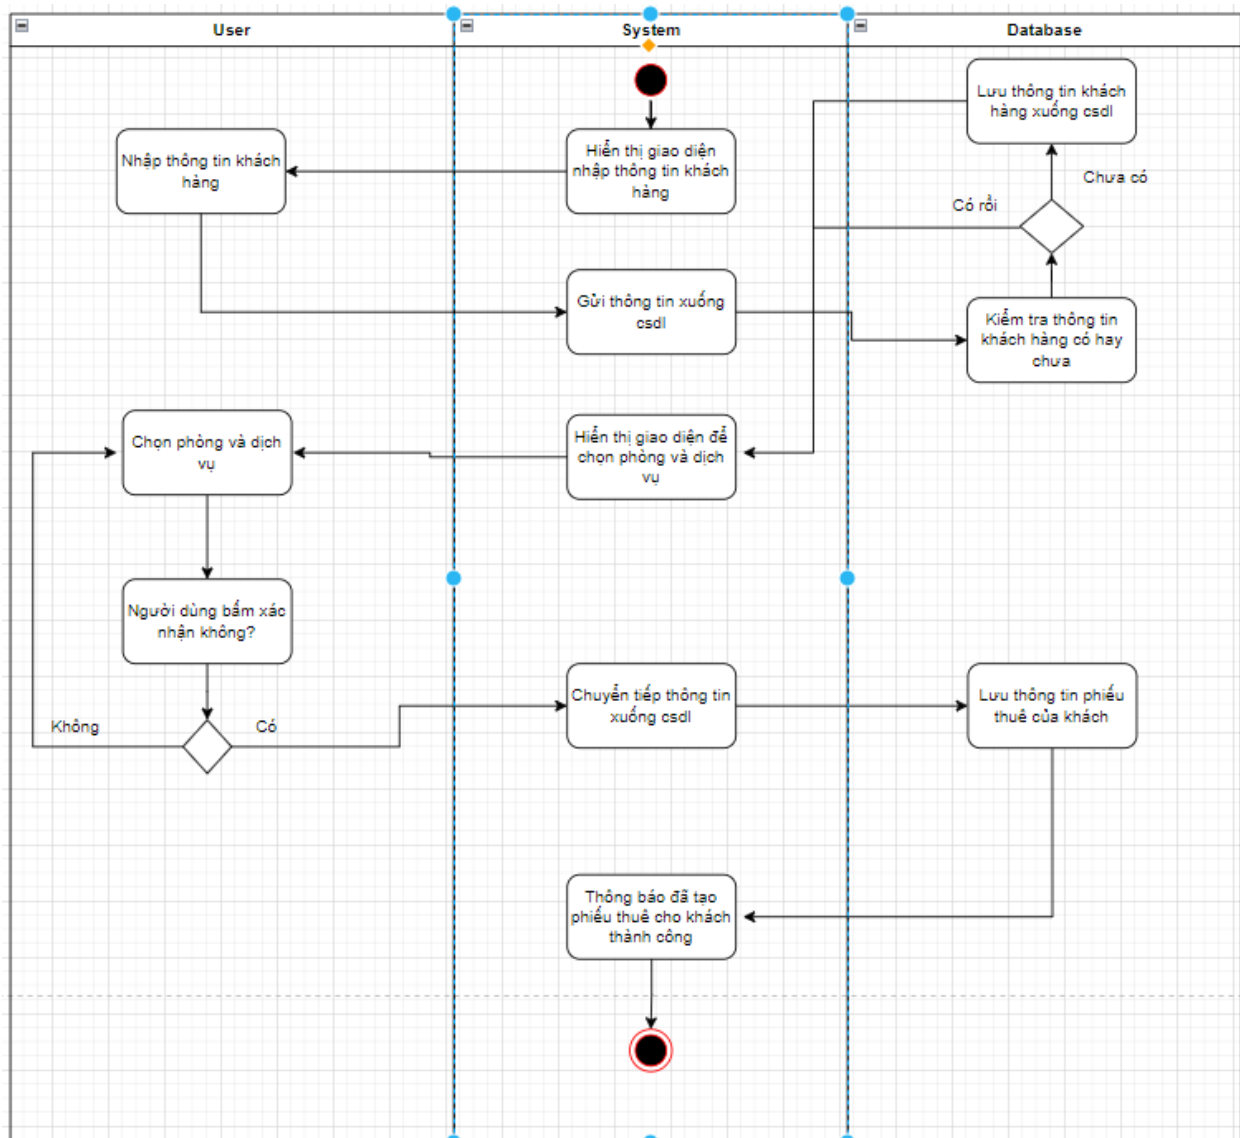 User
System
Database
Lưu thông tin khách
hàng xuống csdl
Hiển thị giao diện
nhập thông tin khách
hàng
Nhập thông tin khách
hàng
Chưa có
Có rồi
Gửi thông tin xuống
csdl
Kiểm tra thông tin
khách hàng có hay
chưa
Hiển thị giao diện để
chọn phòng và dịch
vụ
Chọn phòng và dịch
vụ
Người dùng bấm xác
nhận không?
Không
Có
Chuyển tiếp thông tin
xuống csdl
Lưu thông tin phiếu
thuê của khách
Thông báo đã tạo
phiếu thuê cho khách
thành công